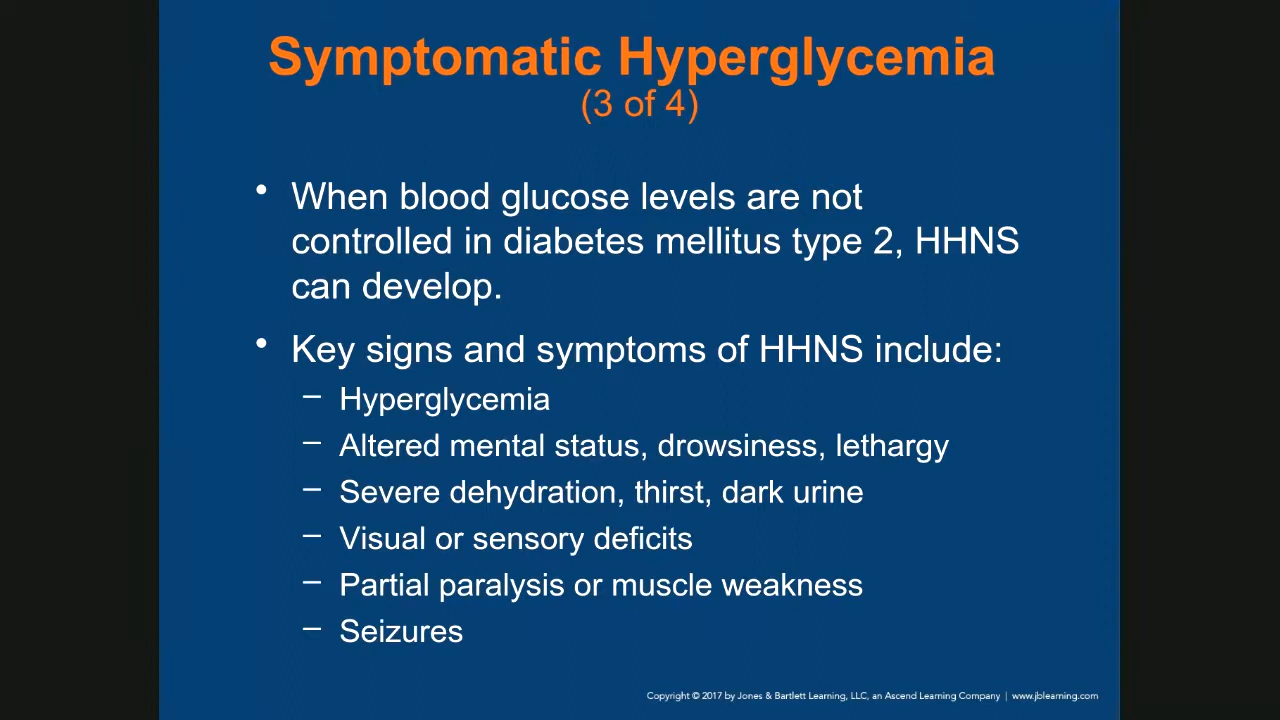 Symptomatic Hyperglycemia
(3 of 4)
• When blood glucose levels are not
controlled in diabetes mellitus type 2, HHNS
can develop.
• Key signs and symptoms of HHNS include:
– Hyperglycemia
– Altered mental status, drowsiness, lethargy
– Severe dehydration, thirst, dark urine
– Visual or sensory deficits
– Partial paralysis or muscle weakness
– Seizures
Copyright © 2017 by Jones & Bartlett Learning, LLC, an Ascend Learning Company | www.jblearning.com